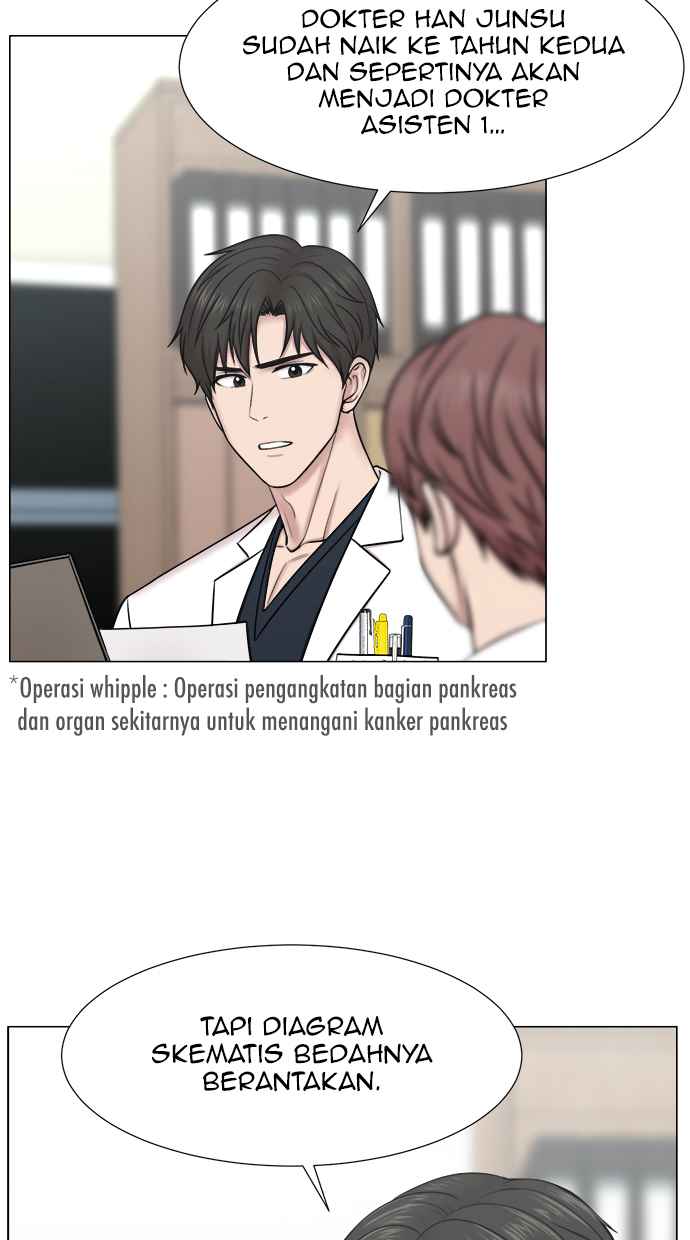 DOKTER HAN JUNSU
SUDAH NAIK KE TAHUN KEDUA
DAN SEPERTINYA AKAN
MENJADI DOKTER
ASISTEN 1...
*Operasi whipple : Operasi pengangkatan bagian pankreas
dan organ sekitarnya untuk menangani kanker pankreas
TAPI DIAGRAM
SKEMATIS BEDAHNYA
BERANTAKAN.